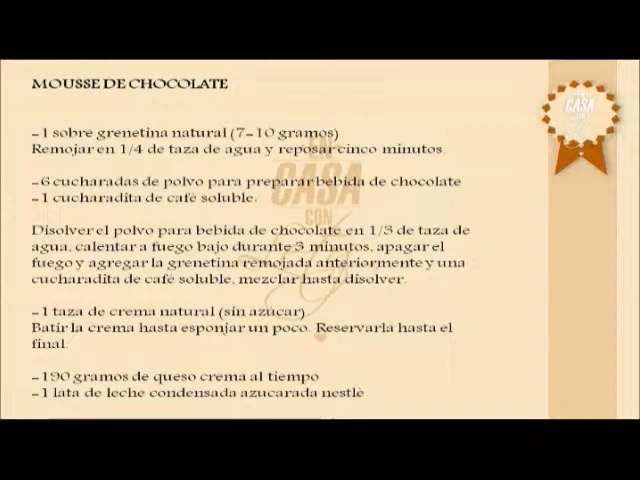 MOUSSE DE CHOCOLATE
-1 sobre grenetina natural (7-10 gramos)
Remojar en 1/4 de taza de agua y reposar cinco minutos.
-6 cucharadas de polvo para preparar bebida de chocolate
-1 cucharadita de café soluble.
Disolver el polvo para bebida de chocolate en 1/3 de taza de
agua, calentar a fuego bajo durante 3 minutos, apagar el
fuego y agregar la grenetina remojada anteriormente y una
cucharadita de café soluble, mezclar hasta disolver.
-1 taza de crema natural (sin azúcar)
Batir la crema hasta esponjar un poco. Reservarla hasta el
final.
-190 gramos de queso crema al tiempo
-1 lata de leche condensada azucarada nestlè
CASA
CON
CASA